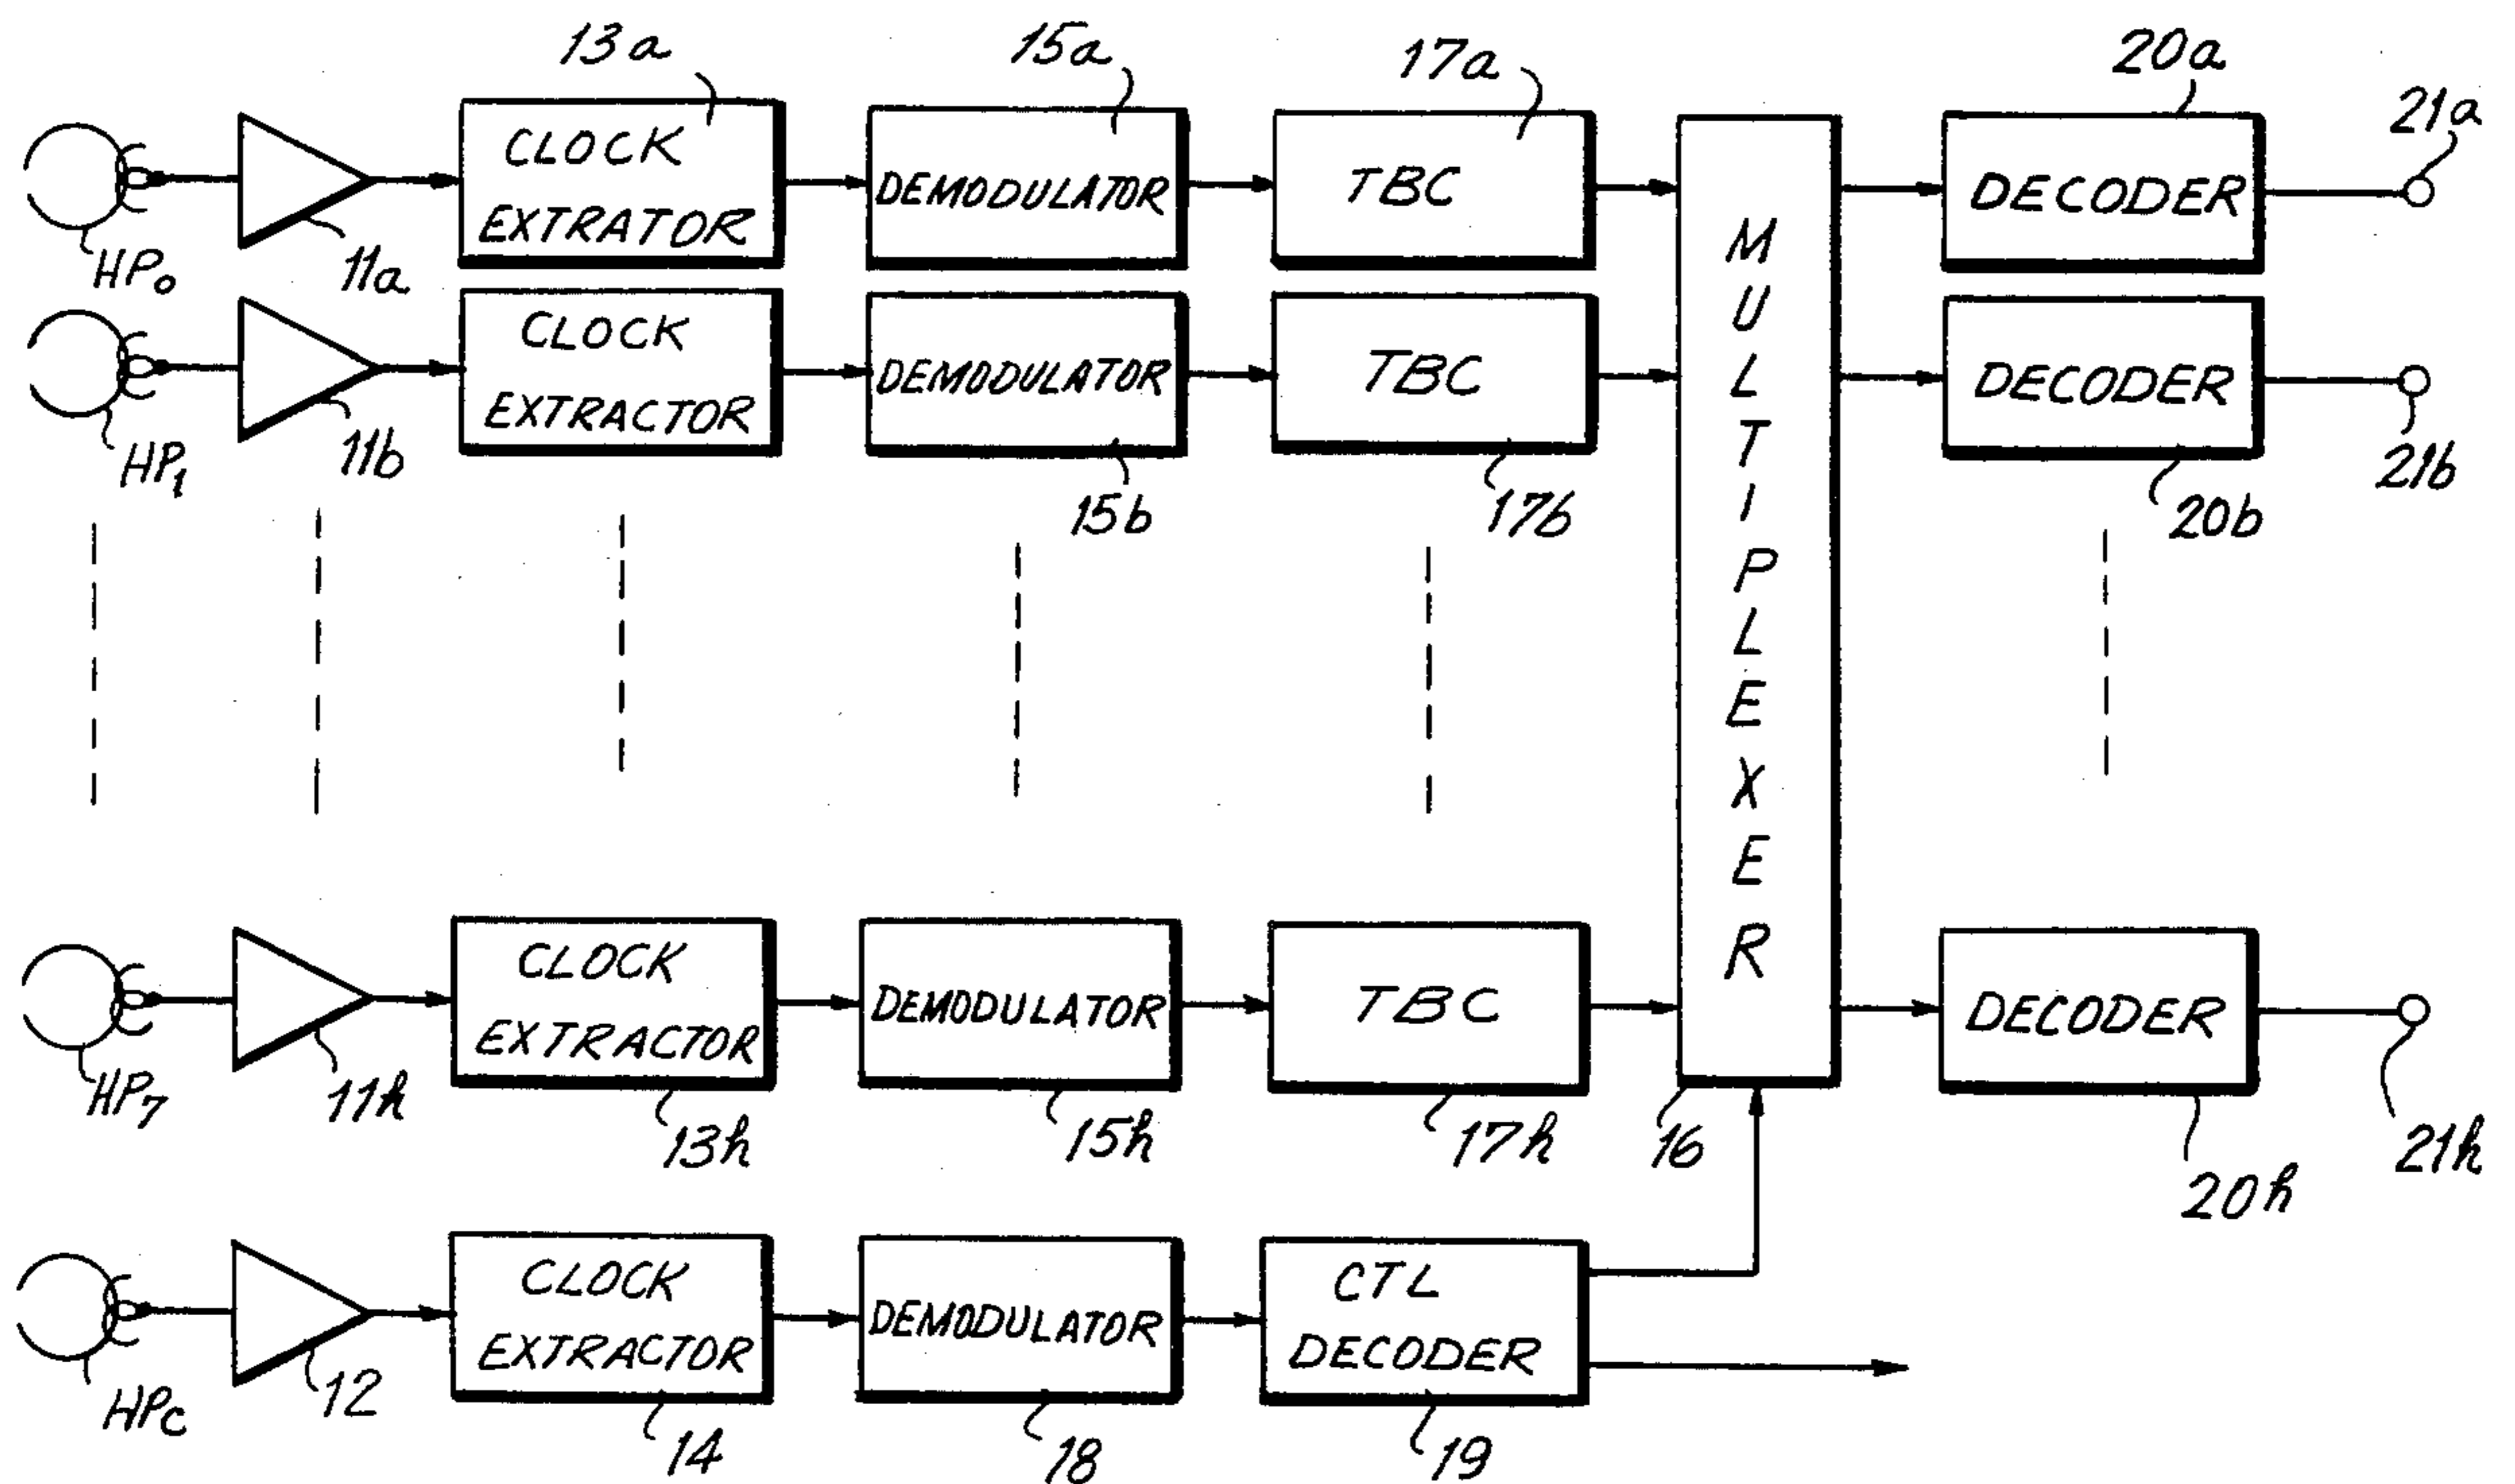 13a 15a 17a 20a 21a
CLOCK
EXTRATOR
DEMODULATOR
TBC
DECODER
HP0 11a
CLOCK
EXTRACTOR
DEMODULATOR
TBC
DECODER
HP1 11b
15b 17b 20b 21b
MULTIPLEXER
CLOCK
EXTRACTOR
DEMODULATOR
TBC
DECODER
HP7 11h
13h 15h 17h 16 20h 21h
CLOCK
EXTRACTOR
DEMODULATOR
CTL
DECODER
HPC 12
14 18 19